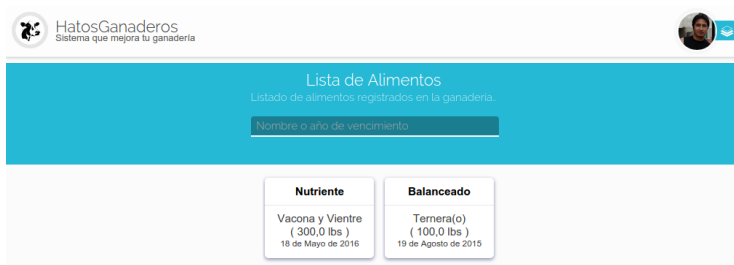 HatosGanaderos
Sistema que mejora tu ganadería
Lista de Alimentos
Listado de alimentos registrados en la ganadería..
Nombre o año de vencimiento
Nutriente
Vacona y Vientre
( 300,0 lbs )
18 de Mayo de 2016
Balanceado
Ternera(o)
( 100,0 lbs )
19 de Agosto de 2015